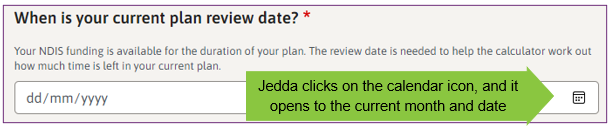 When is your current plan review date? *
Your NDIS funding is available for the duration of your plan. The review date is needed to help the calculator work out
how much time is left in your current plan.
dd/mm/yyyy
Jedda clicks on the calendar icon, and it
opens to the current month and date